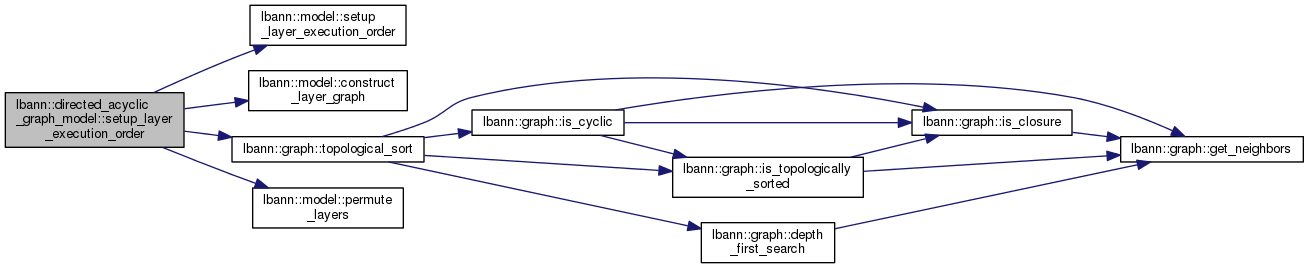 lbann::directed_acyclic
_graph_model::setup_layer
_execution_order
lbann::model::setup
_layer_execution_order
lbann::model::construct
_layer_graph
lbann::graph::topological_sort
lbann::model::permute
_layers
lbann::graph::is_cyclic
lbann::graph::is_topologically
_sorted
lbann::graph::depth
_first_search
lbann::graph::is_closure
lbann::graph::get_neighbors